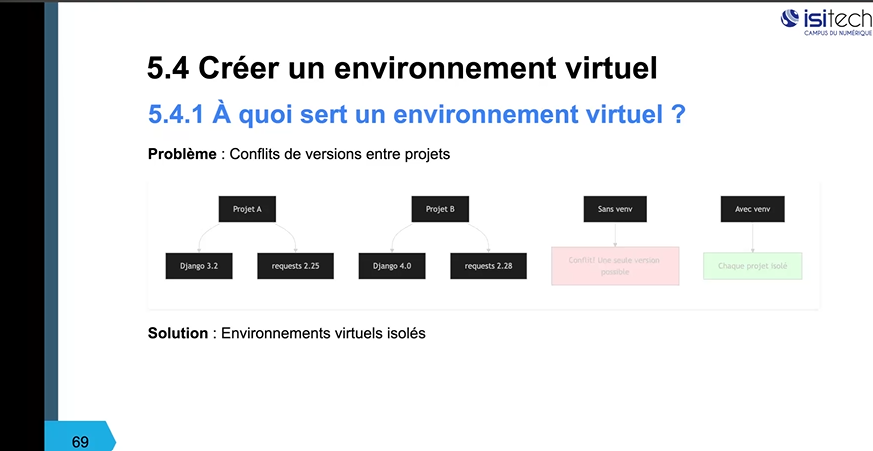 isitech
CAMPUS DU NUMÉRIQUE
5.4 Créer un environnement virtuel
5.4.1 À quoi sert un environnement virtuel ?
Problème : Conflits de versions entre projets
Projet A
Projet B
Sans venv
Avec venv
Django 3.2
requests 2.25
Django 4.0
requests 2.28
Conflit! Une seule version
possible
Chaque projet isolé
Solution : Environnements virtuels isolés
69